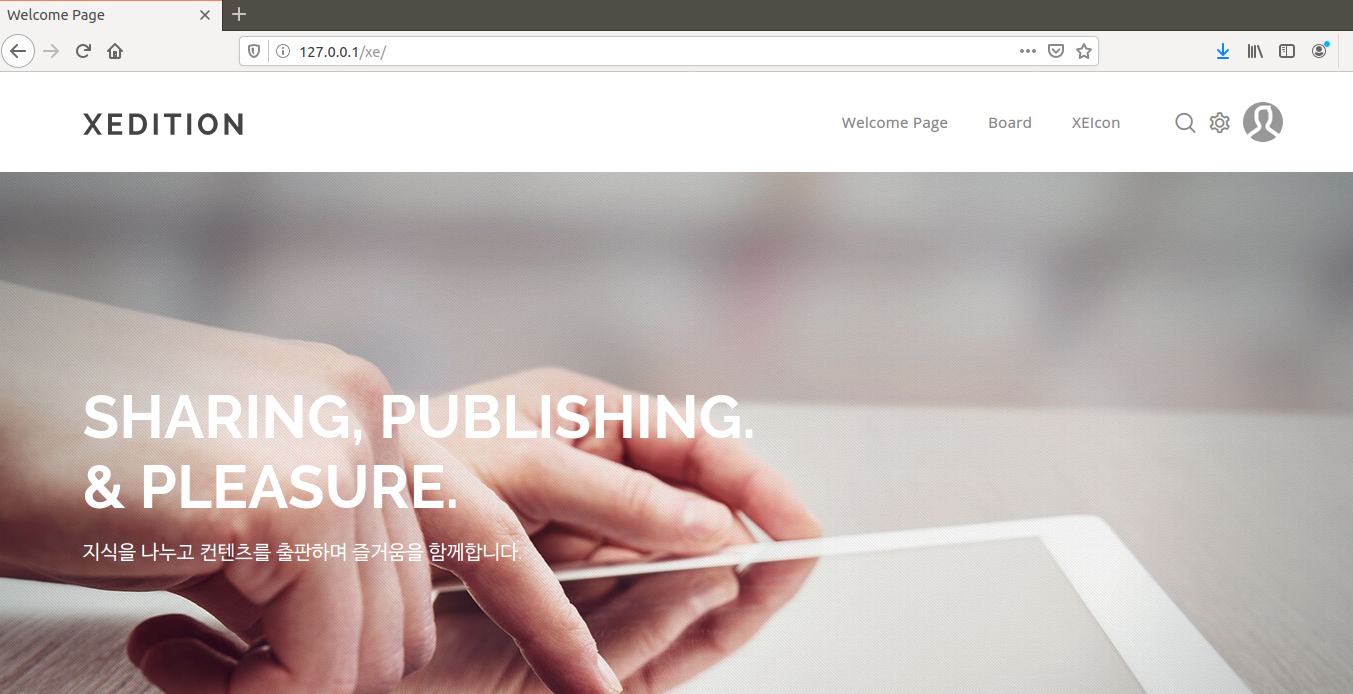 Welcome Page
127.0.0.1/xe/
XEDITION
Welcome Page Board XEIcon
SHARING, PUBLISHING.
& PLEASURE.
지식을 나누고 컨텐츠를 출판하며 즐거움을 함께합니다.